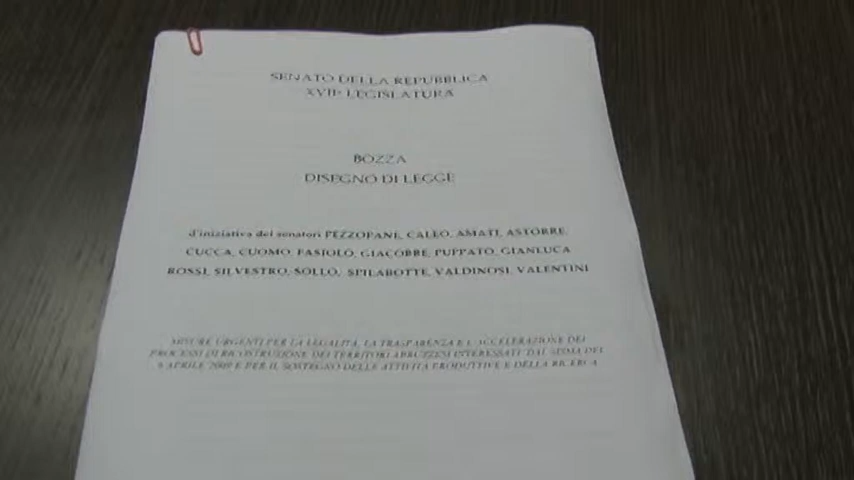 SENATO DELLA REPUBBLICA
XVIIª LEGISLATURA
BOZZA
DISEGNO DI LEGGE
d'iniziativa dei senatori PEZZOPANE, CALEO, AMATI, ASTORRE,
CUCCA, CUOMO FASIOLO, GIACOBBE, PUPPATO, GIANLUCA
ROSSI, SILVESTRO, SOLLO, SPILABOTTE, VALDINOSI, VALENTINI
MISURE URGENTI PER LA LEGALITÀ, LA TRASPARENZA E L'ACCELERAZIONE DEI
PROCESSI DI RICOSTRUZIONE DEI TERRITORI ABRUZZESI INTERESSATI DAL SISMA DEL
6 APRILE 2009 E PER IL SOSTEGNO DELLE ATTIVITÀ PRODUTTIVE E DELLA RICERCA